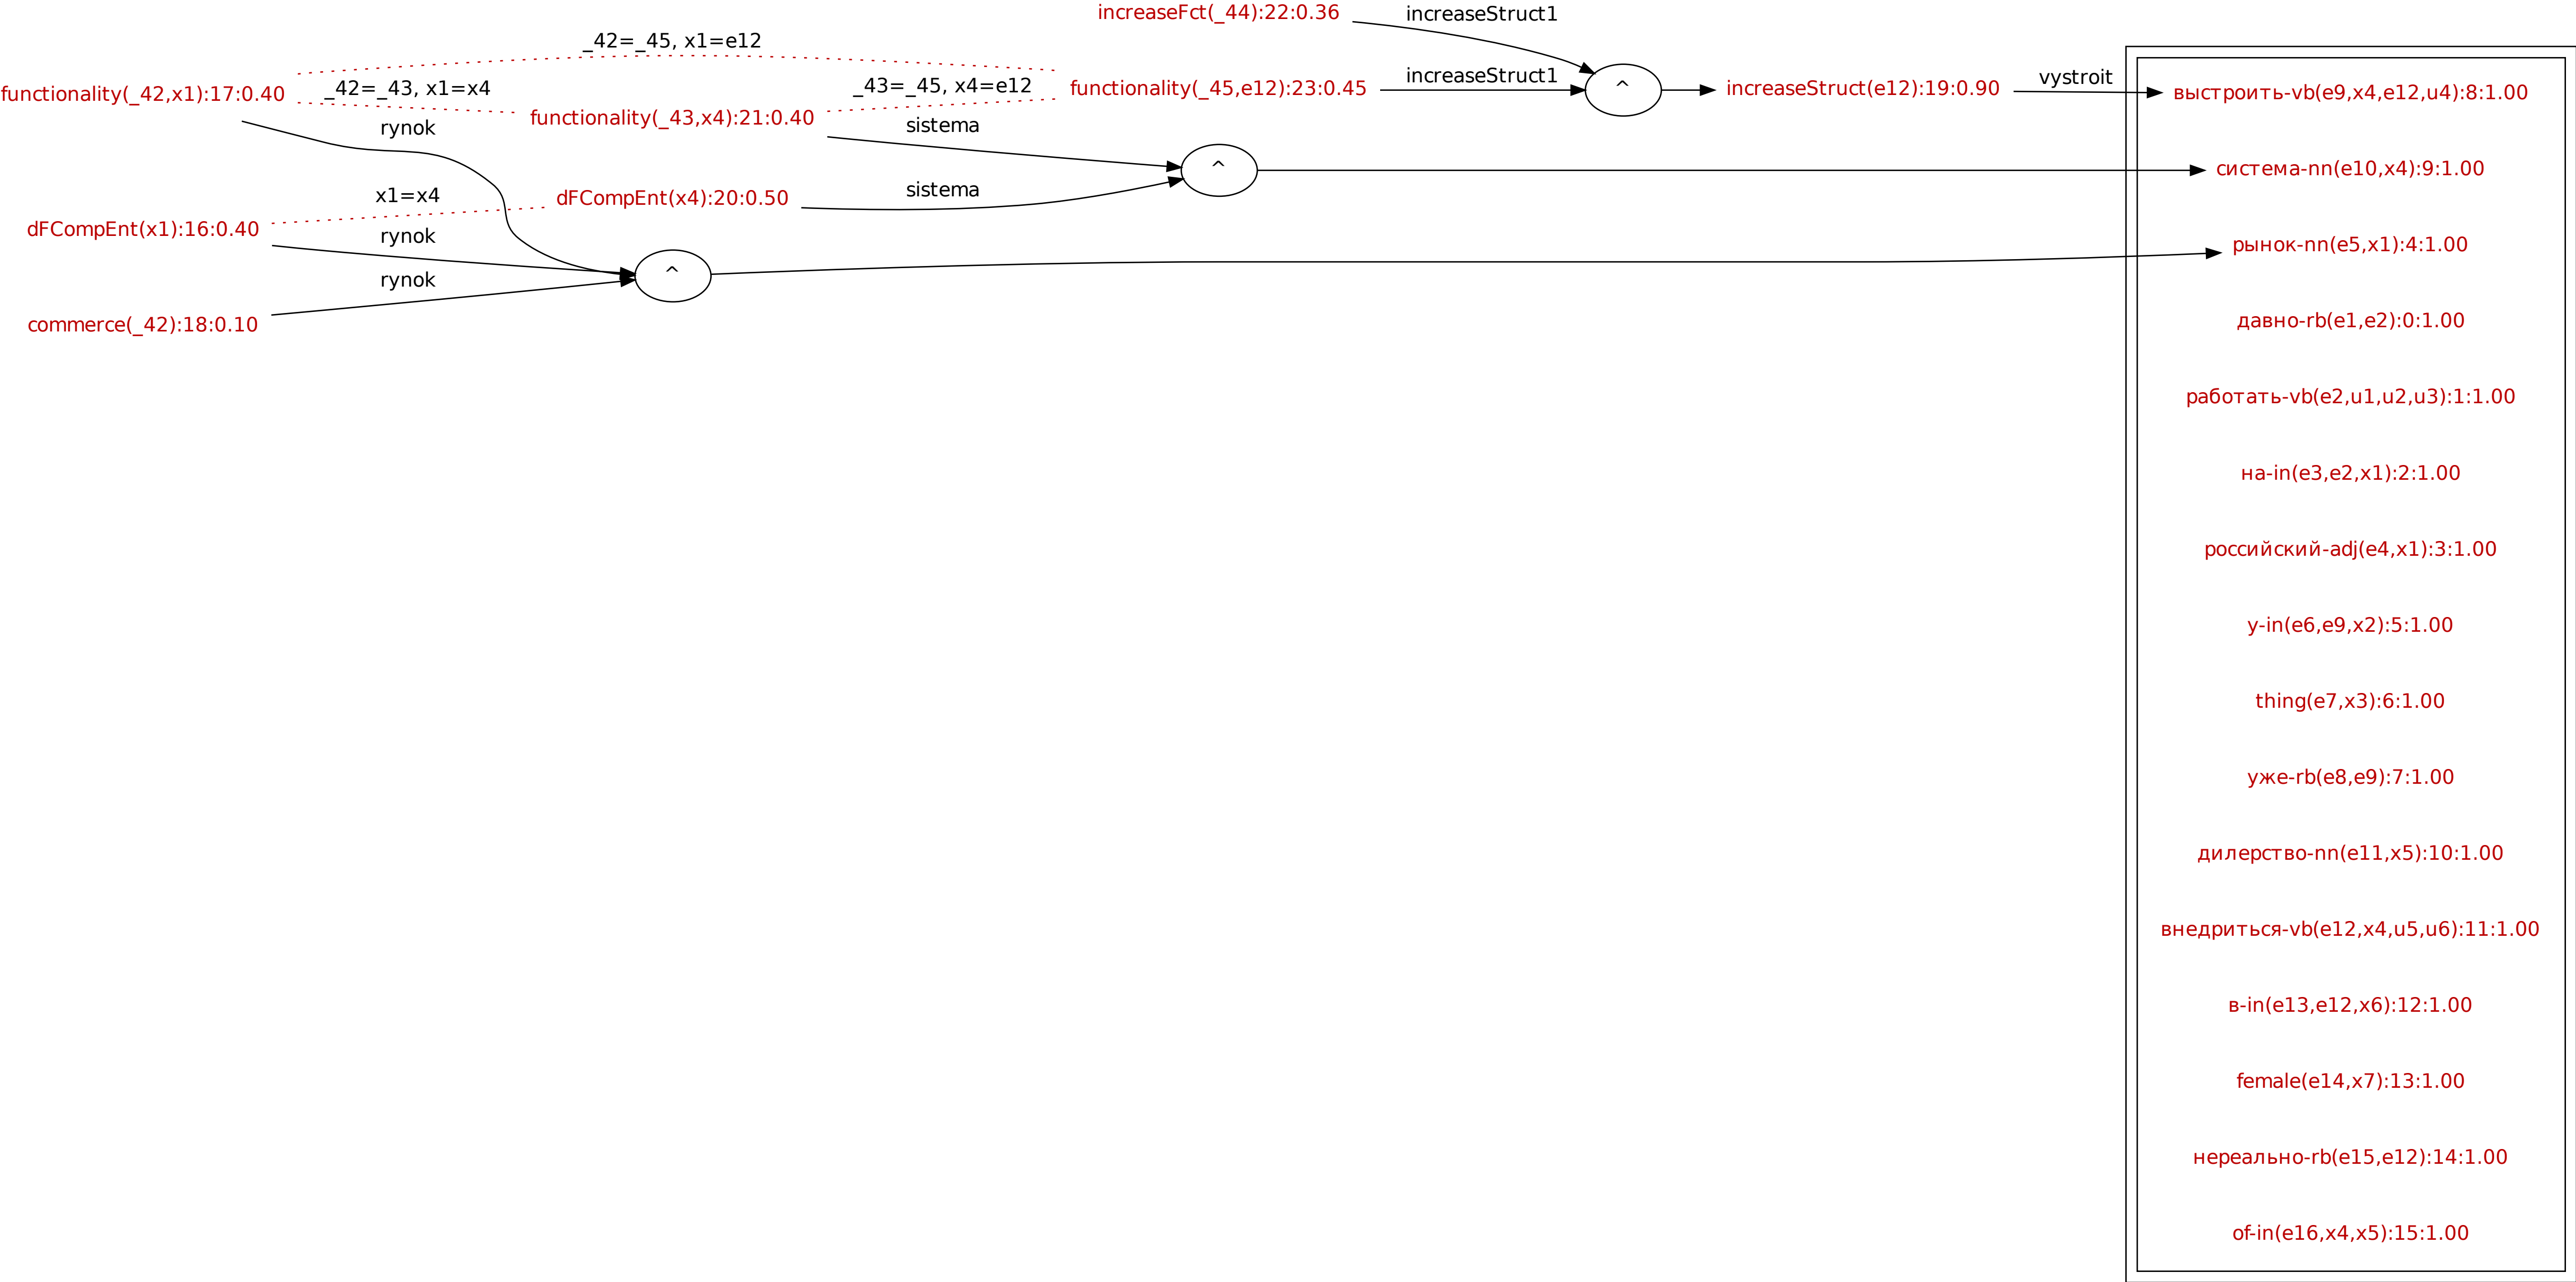 increaseFct(_44):22:0.36
increaseStruct1
_42=_45, x1=e12
functionality(_42,x1):17:0.40
_42=_43, x1=x4
_43=_45, x4=e12
functionality(_45,e12):23:0.45
increaseStruct1
^
increaseStruct(e12):19:0.90
vystroit
выстроить-vb(e9,x4,e12,u4):8:1.00
functionality(_43,x4):21:0.40
rynok
sistema
^
система-nn(e10,x4):9:1.00
x1=x4
dFCompEnt(x4):20:0.50
sistema
dFCompEnt(x1):16:0.40
rynok
рынок-nn(e5,x1):4:1.00
rynok
^
commerce(_42):18:0.10
давно-rb(e1,e2):0:1.00
работать-vb(e2,u1,u2,u3):1:1.00
на-in(e3,e2,x1):2:1.00
российский-adj(e4,x1):3:1.00
у-in(e6,e9,x2):5:1.00
thing(e7,x3):6:1.00
уже-rb(e8,e9):7:1.00
дилерство-nn(e11,x5):10:1.00
внедриться-vb(e12,x4,u5,u6):11:1.00
в-in(e13,e12,x6):12:1.00
female(e14,x7):13:1.00
нереально-rb(e15,e12):14:1.00
of-in(e16,x4,x5):15:1.00